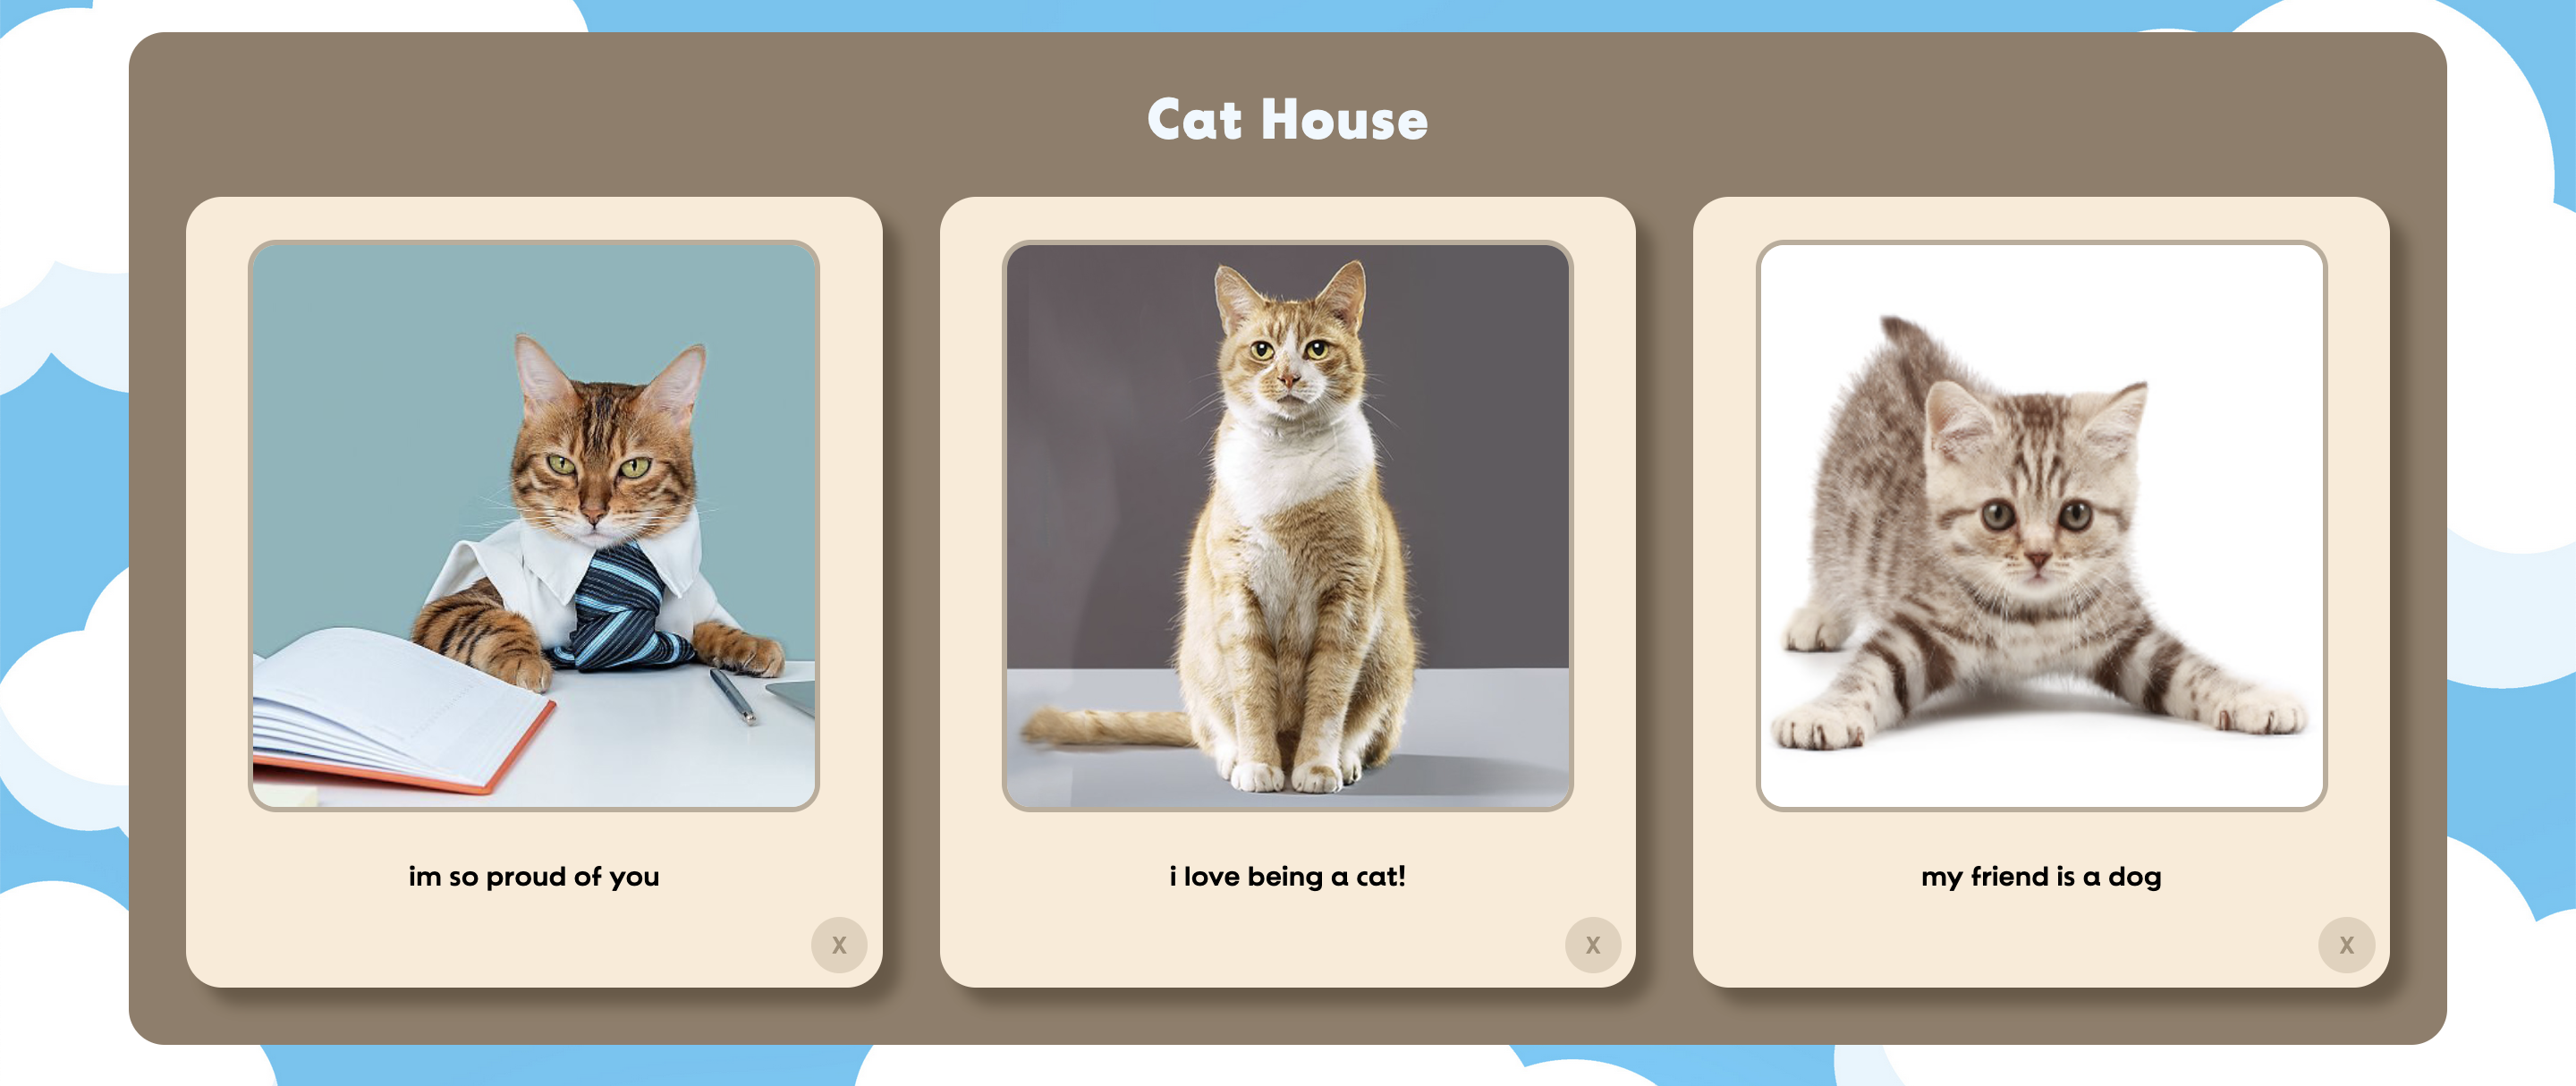 Cat House
im so proud of you
i love being a cat!
my friend is a dog
X
X
X